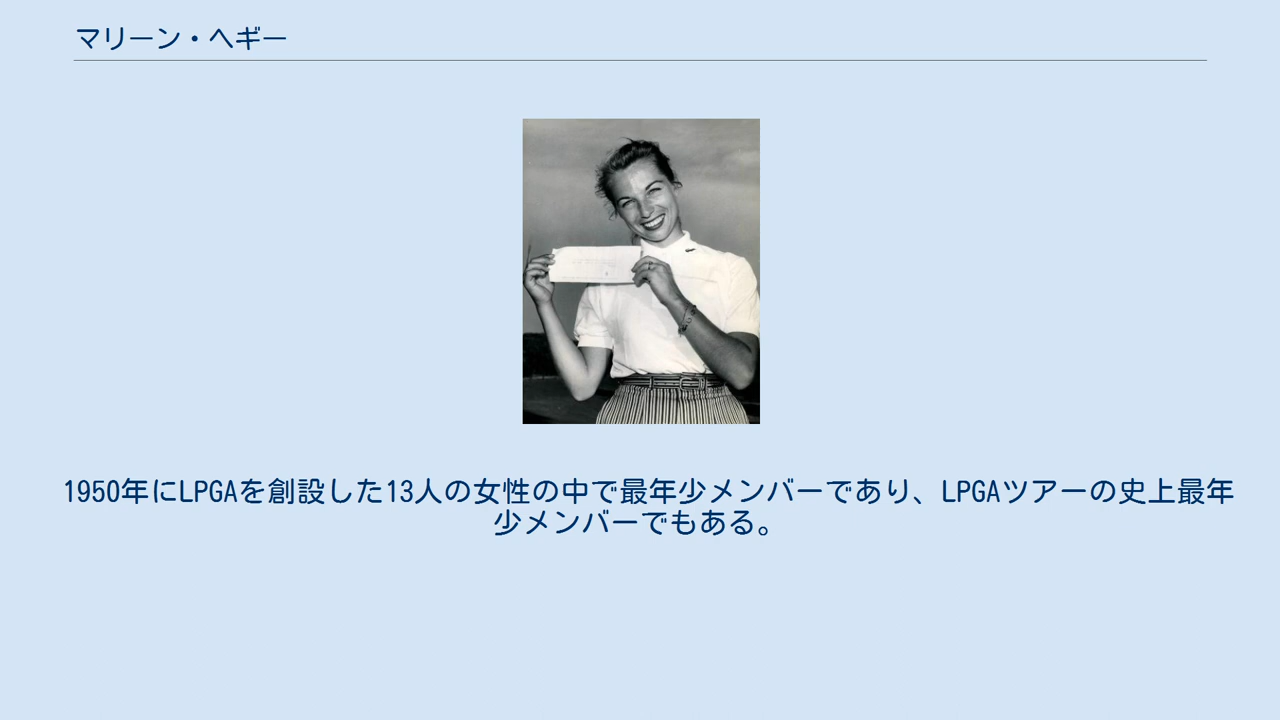 マリーン・ヘギー
1950年にLPGAを創設した13人の女性の中で最年少メンバーであり、LPGAツアーの史上最年
少メンバーでもある。